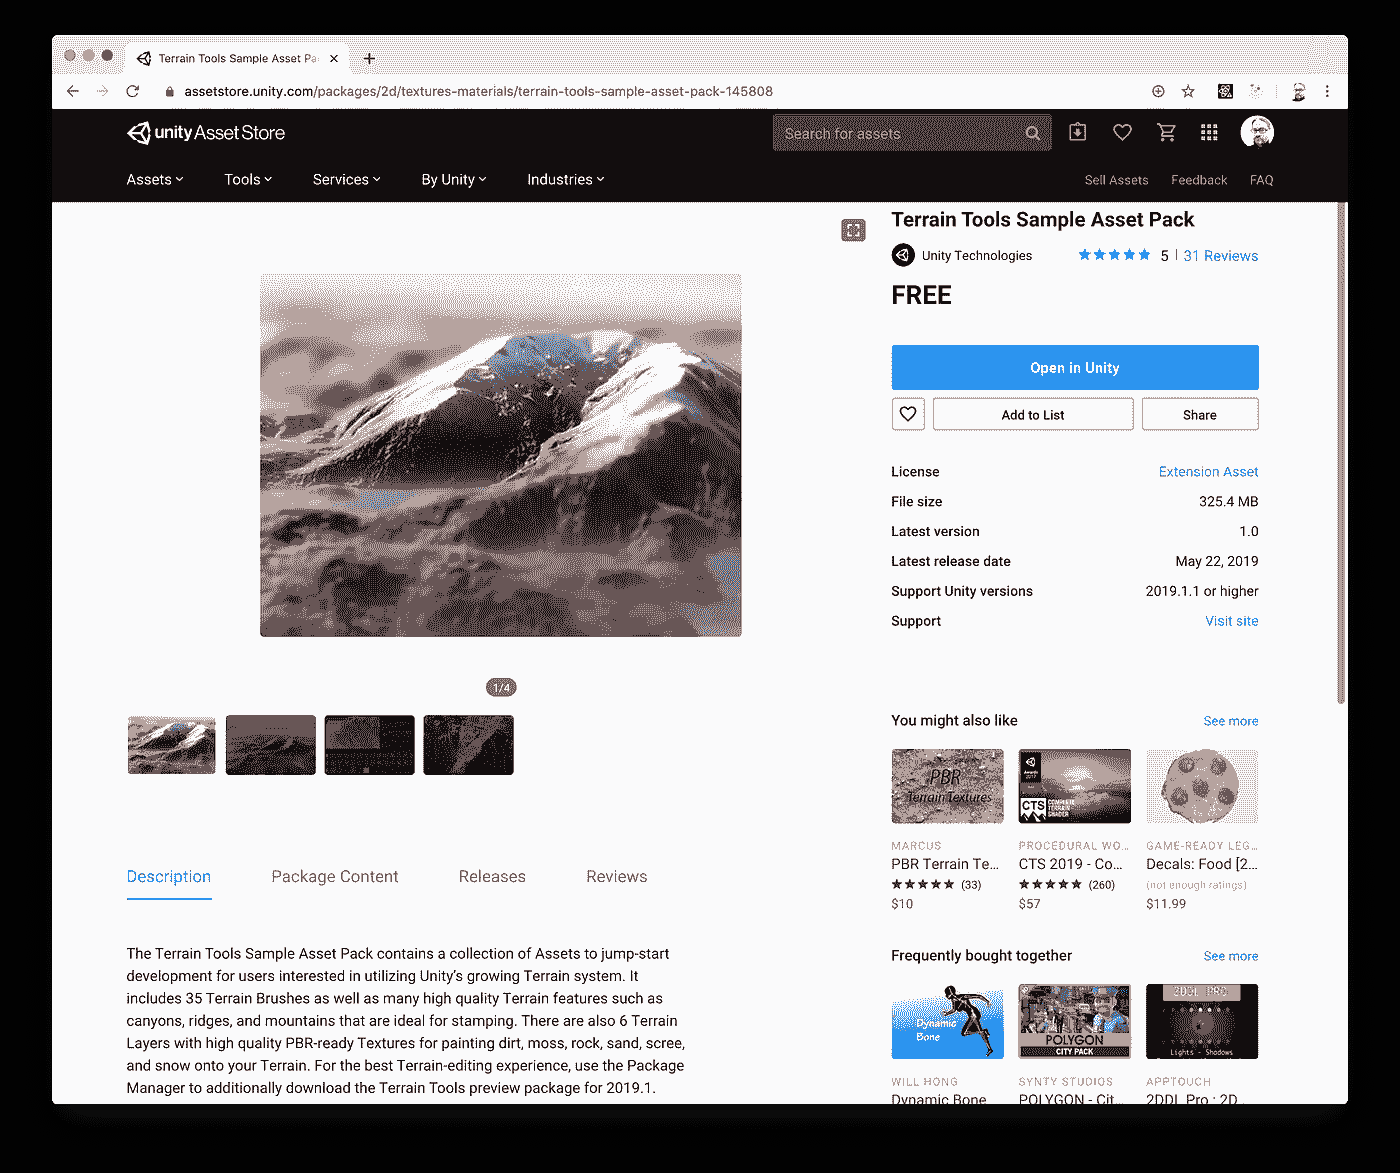 Terrain Tools Sample Asset Pa
assetstore.unity.com/packages/2d/textures-materials/terrain-tools-sample-asset-pack-145808
unity Asset Store
Search for assets
Assets
Tools
Services
By Unity
Industries
Sell Assets
Feedback
FAQ
Terrain Tools Sample Asset Pack
Unity Technologies
5 | 31 Reviews
FREE
Open in Unity
Add to List
Share
License
Extension Asset
File size
325.4 MB
Latest version
1.0
Latest release date
May 22, 2019
Support Unity versions
2019.1.1 or higher
Support
Visit site
1/4
You might also like
See more
PBR
Terrain Textures
CTS
COMPLETE
TERRAIN
SHADER
MARCUS
PROCEDURAL WO...
GAME-READY LEG...
PBR Terrain Te...
CTS 2019 - Co...
Decals: Food [2...
(33)
(260)
(not enough ratings)
$10
$57
$11.99
Description
Package Content
Releases
Reviews
The Terrain Tools Sample Asset Pack contains a collection of Assets to jump-start
development for users interested in utilizing Unity's growing Terrain system. It
includes 35 Terrain Brushes as well as many high quality Terrain features such as
canyons, ridges, and mountains that are ideal for stamping. There are also 6 Terrain
Layers with high quality PBR-ready Textures for painting dirt, moss, rock, sand, scree,
and snow onto your Terrain. For the best Terrain-editing experience, use the Package
Manager to additionally download the Terrain Tools preview package for 2019.1.
Frequently bought together
See more
Dynamic
Bone
POLYGON
CITY PACK
2DDL PRO
Lights - Shadows
WILL HONG
SYNTY STUDIOS
APPTOUCH
Dynamic Bone
POLYGON - Cit...
2DDL Pro : 2D